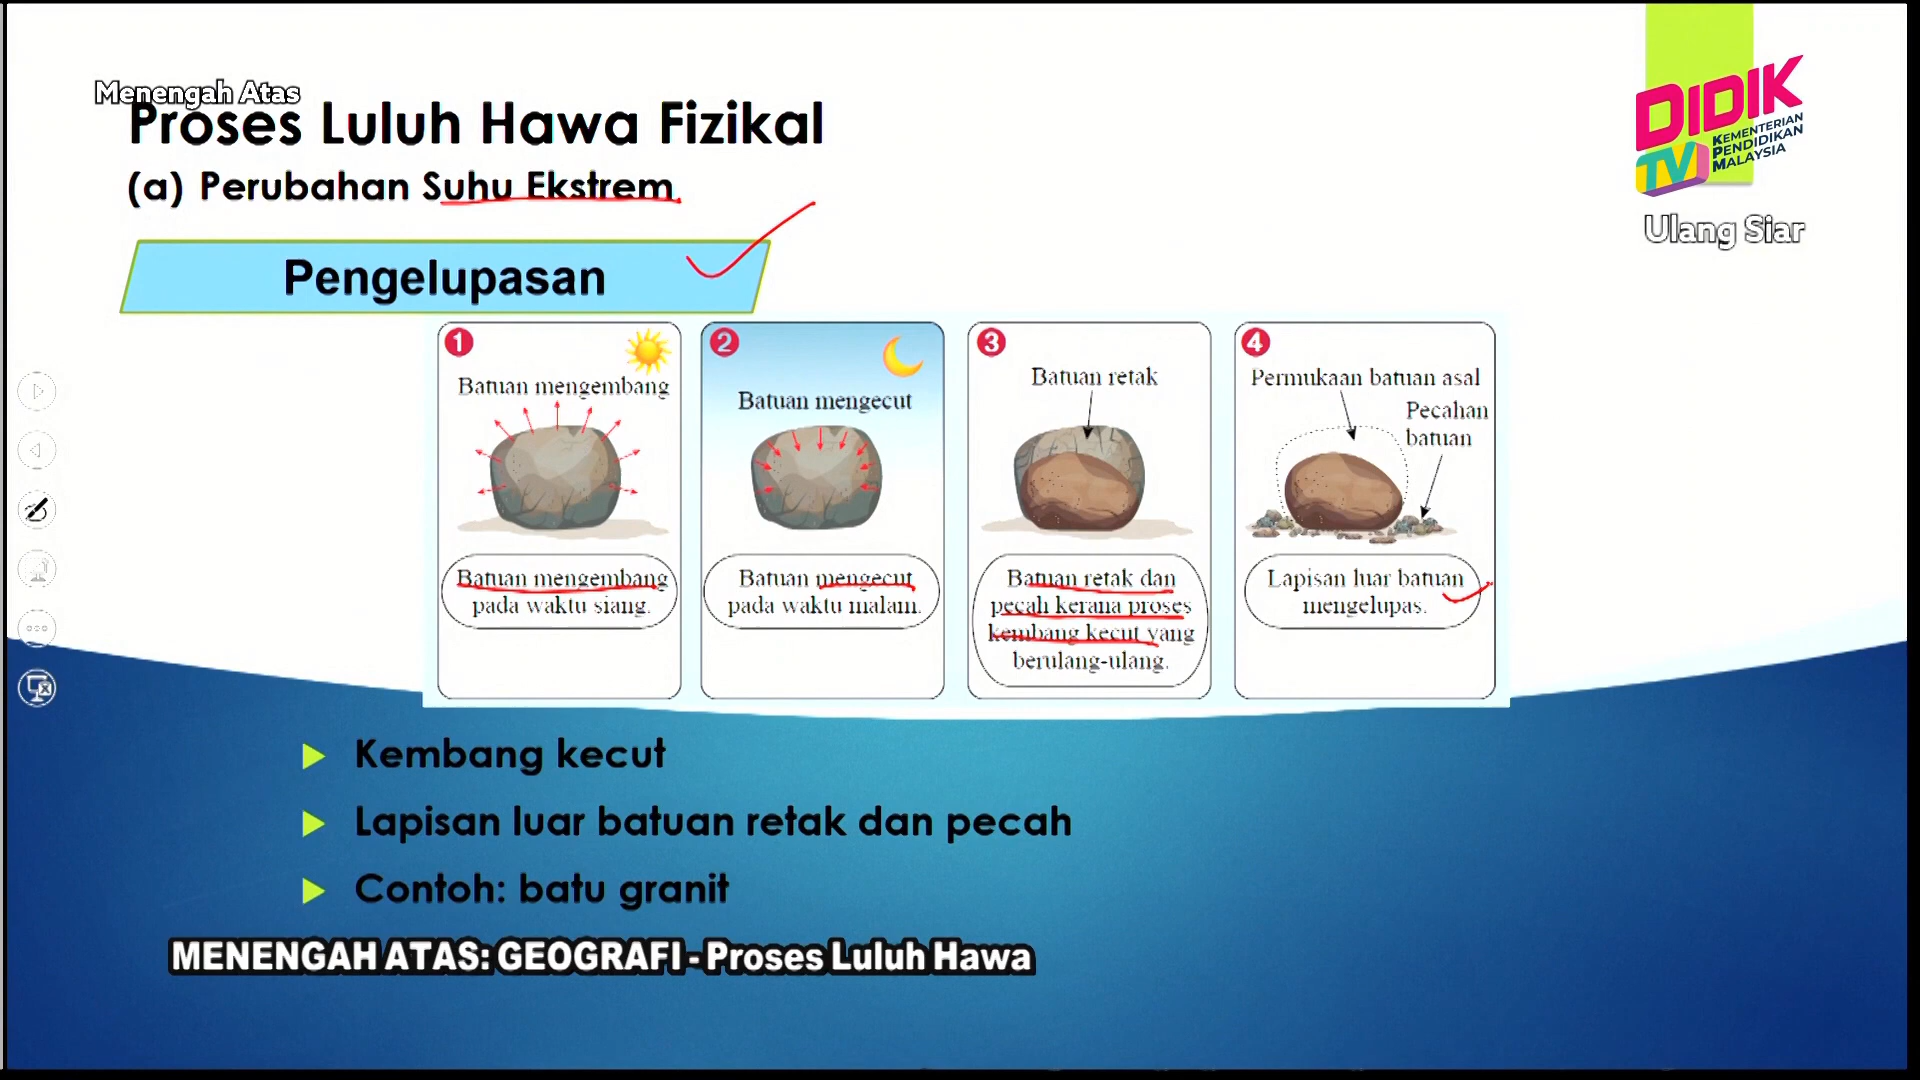 Menengah Atas
Proses Luluh Hawa Fizikal
(a) Perubahan Suhu Ekstrem
DIDIK
TV
KEMENTERIAN
PENDIDIKAN
MALAYSIA
Ulang Siar
Pengelupasan
1
Batuan mengembang
Batuan mengembang
pada waktu siang.
2
Batuan mengecut
Batuan mengecut
pada waktu malam.
3
Batuan retak
Batuan retak dan
pecah kerana proses
kembang kecut yang
berulang-ulang.
4
Permukaan batuan asal
Pecahan
batuan
Lapisan luar batuan
mengelupas.
Kembang kecut
Lapisan luar batuan retak dan pecah
Contoh: batu granit
MENENGAH ATAS: GEOGRAFI - Proses Luluh Hawa